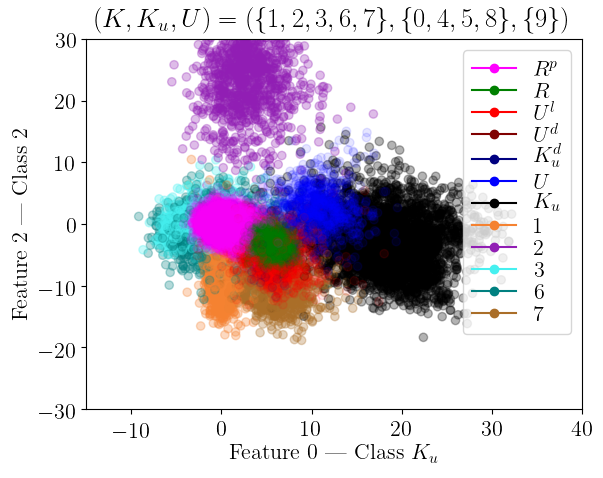 (K, K_u, U) = ({1, 2, 3, 6, 7}, {0, 4, 5, 8}, {9})
30
20
10
0
−10
−20
−30
Feature 2 — Class 2
R^p
R
U^l
U^d
K_u^d
U
K_u
1
2
3
6
7
−10
0
10
20
30
40
Feature 0 — Class K_u